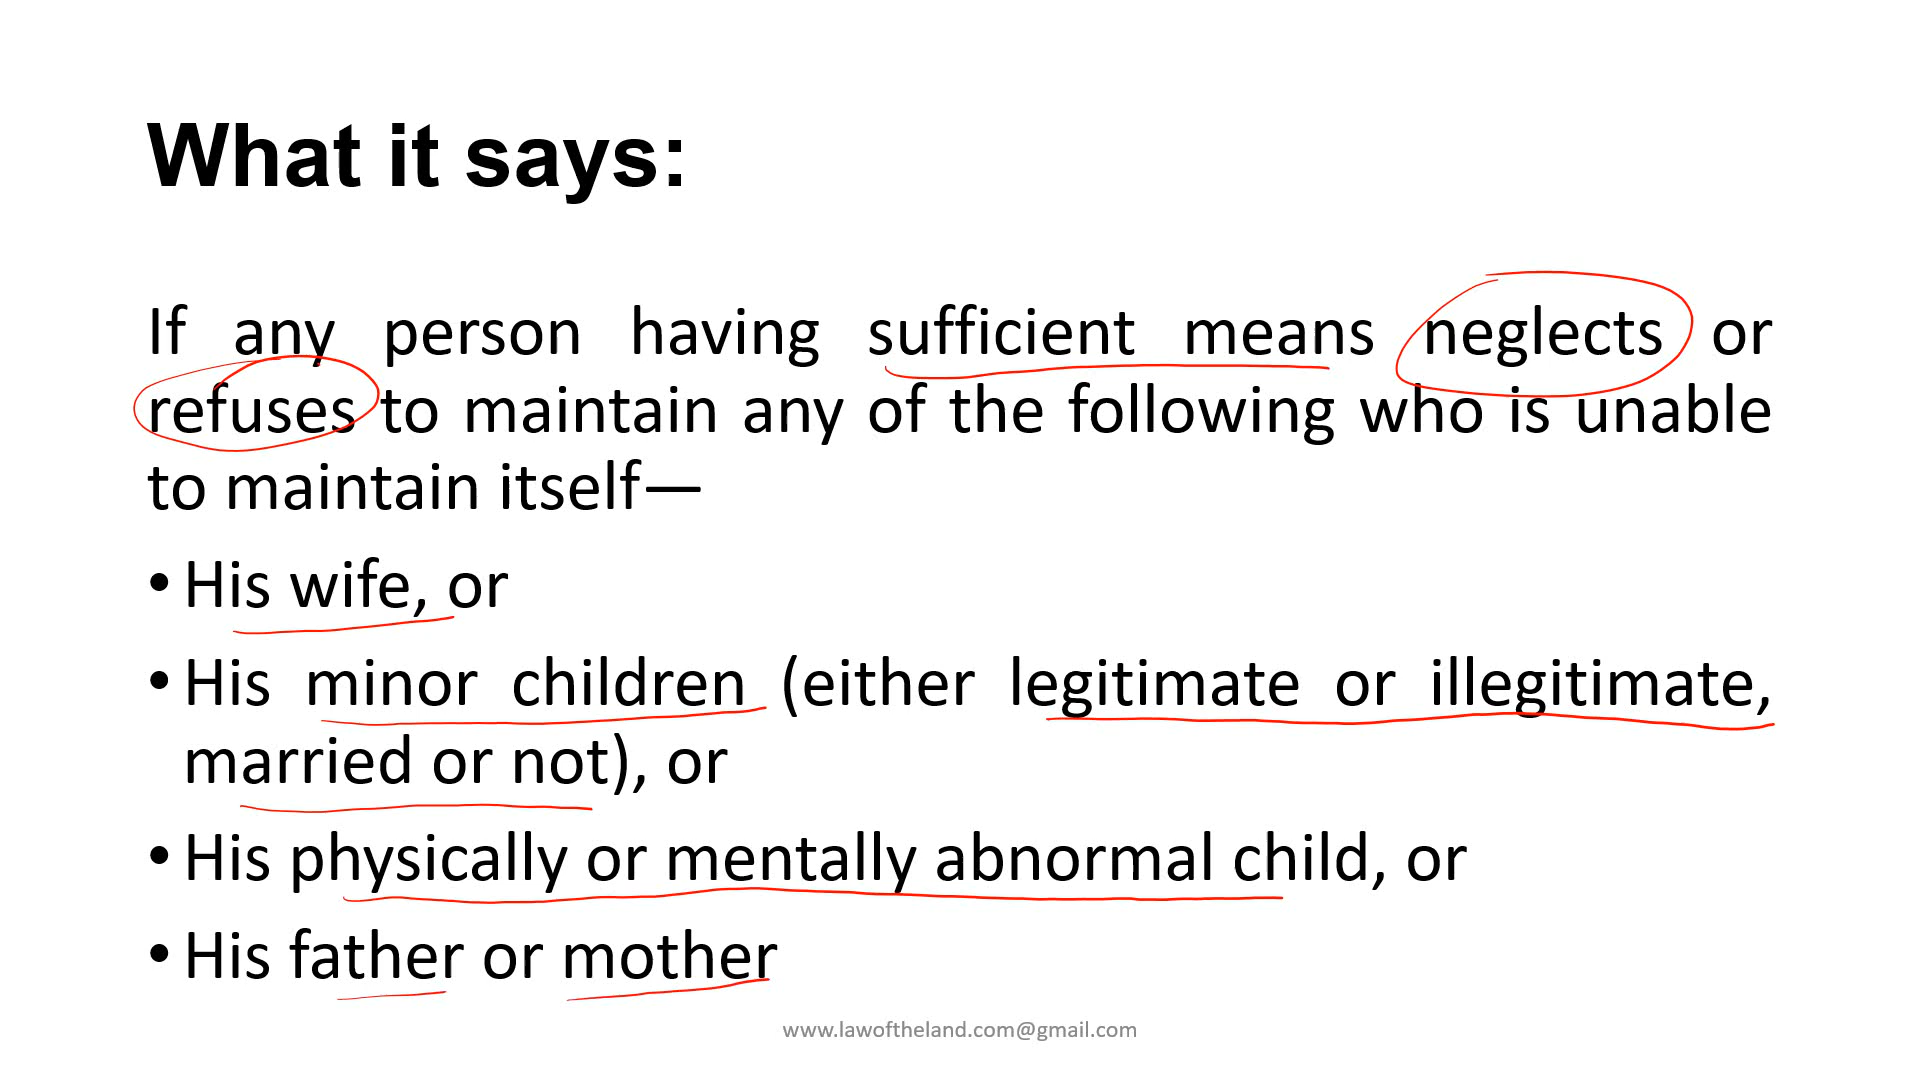 What it says:
If any person having sufficient means neglects or
refuses to maintain any of the following who is unable
to maintain itself—
• His wife, or
• His minor children (either legitimate or illegitimate,
married or not), or
• His physically or mentally abnormal child, or
• His father or mother
www.lawoftheland.com@gmail.com